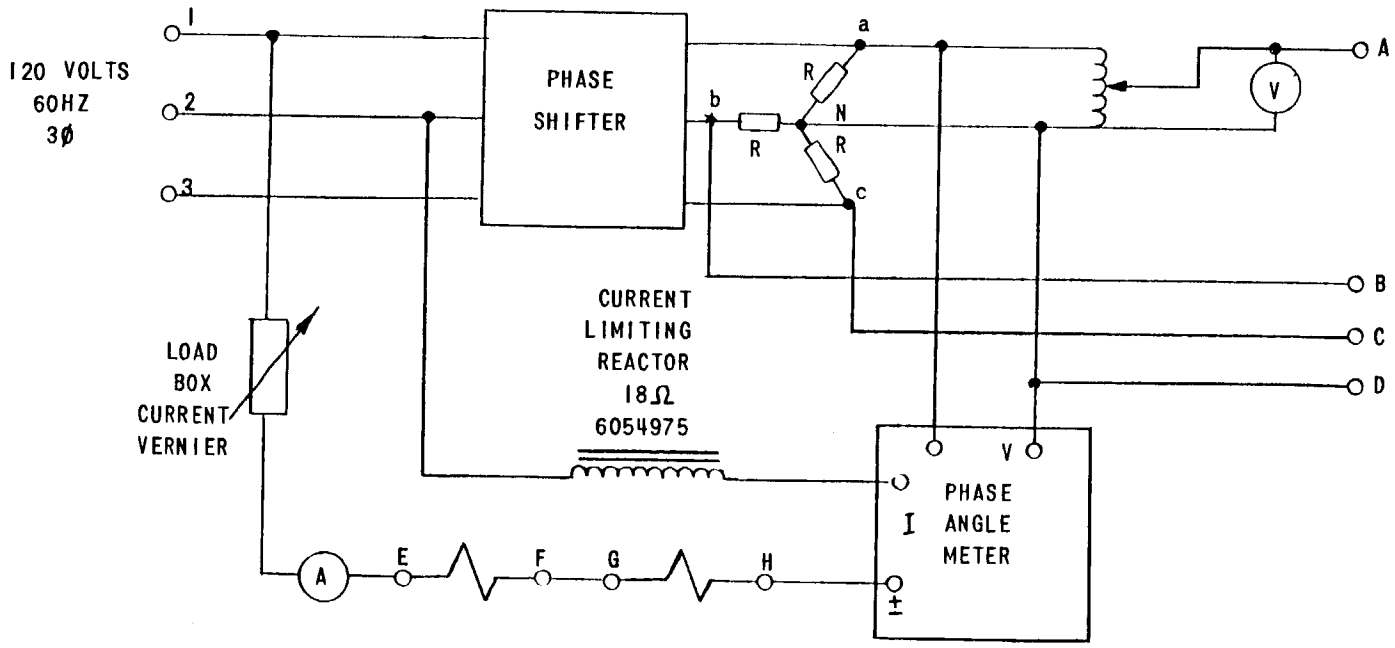 120 VOLTS
60HZ
3Ø
1
2
3
PHASE
SHIFTER
a
b
c
R
R
R
N
V
A
B
C
D
CURRENT
LIMITING
REACTOR
18Ω
6054975
LOAD
BOX
CURRENT
VERNIER
A
E
F
G
H
V
I
±
PHASE
ANGLE
METER